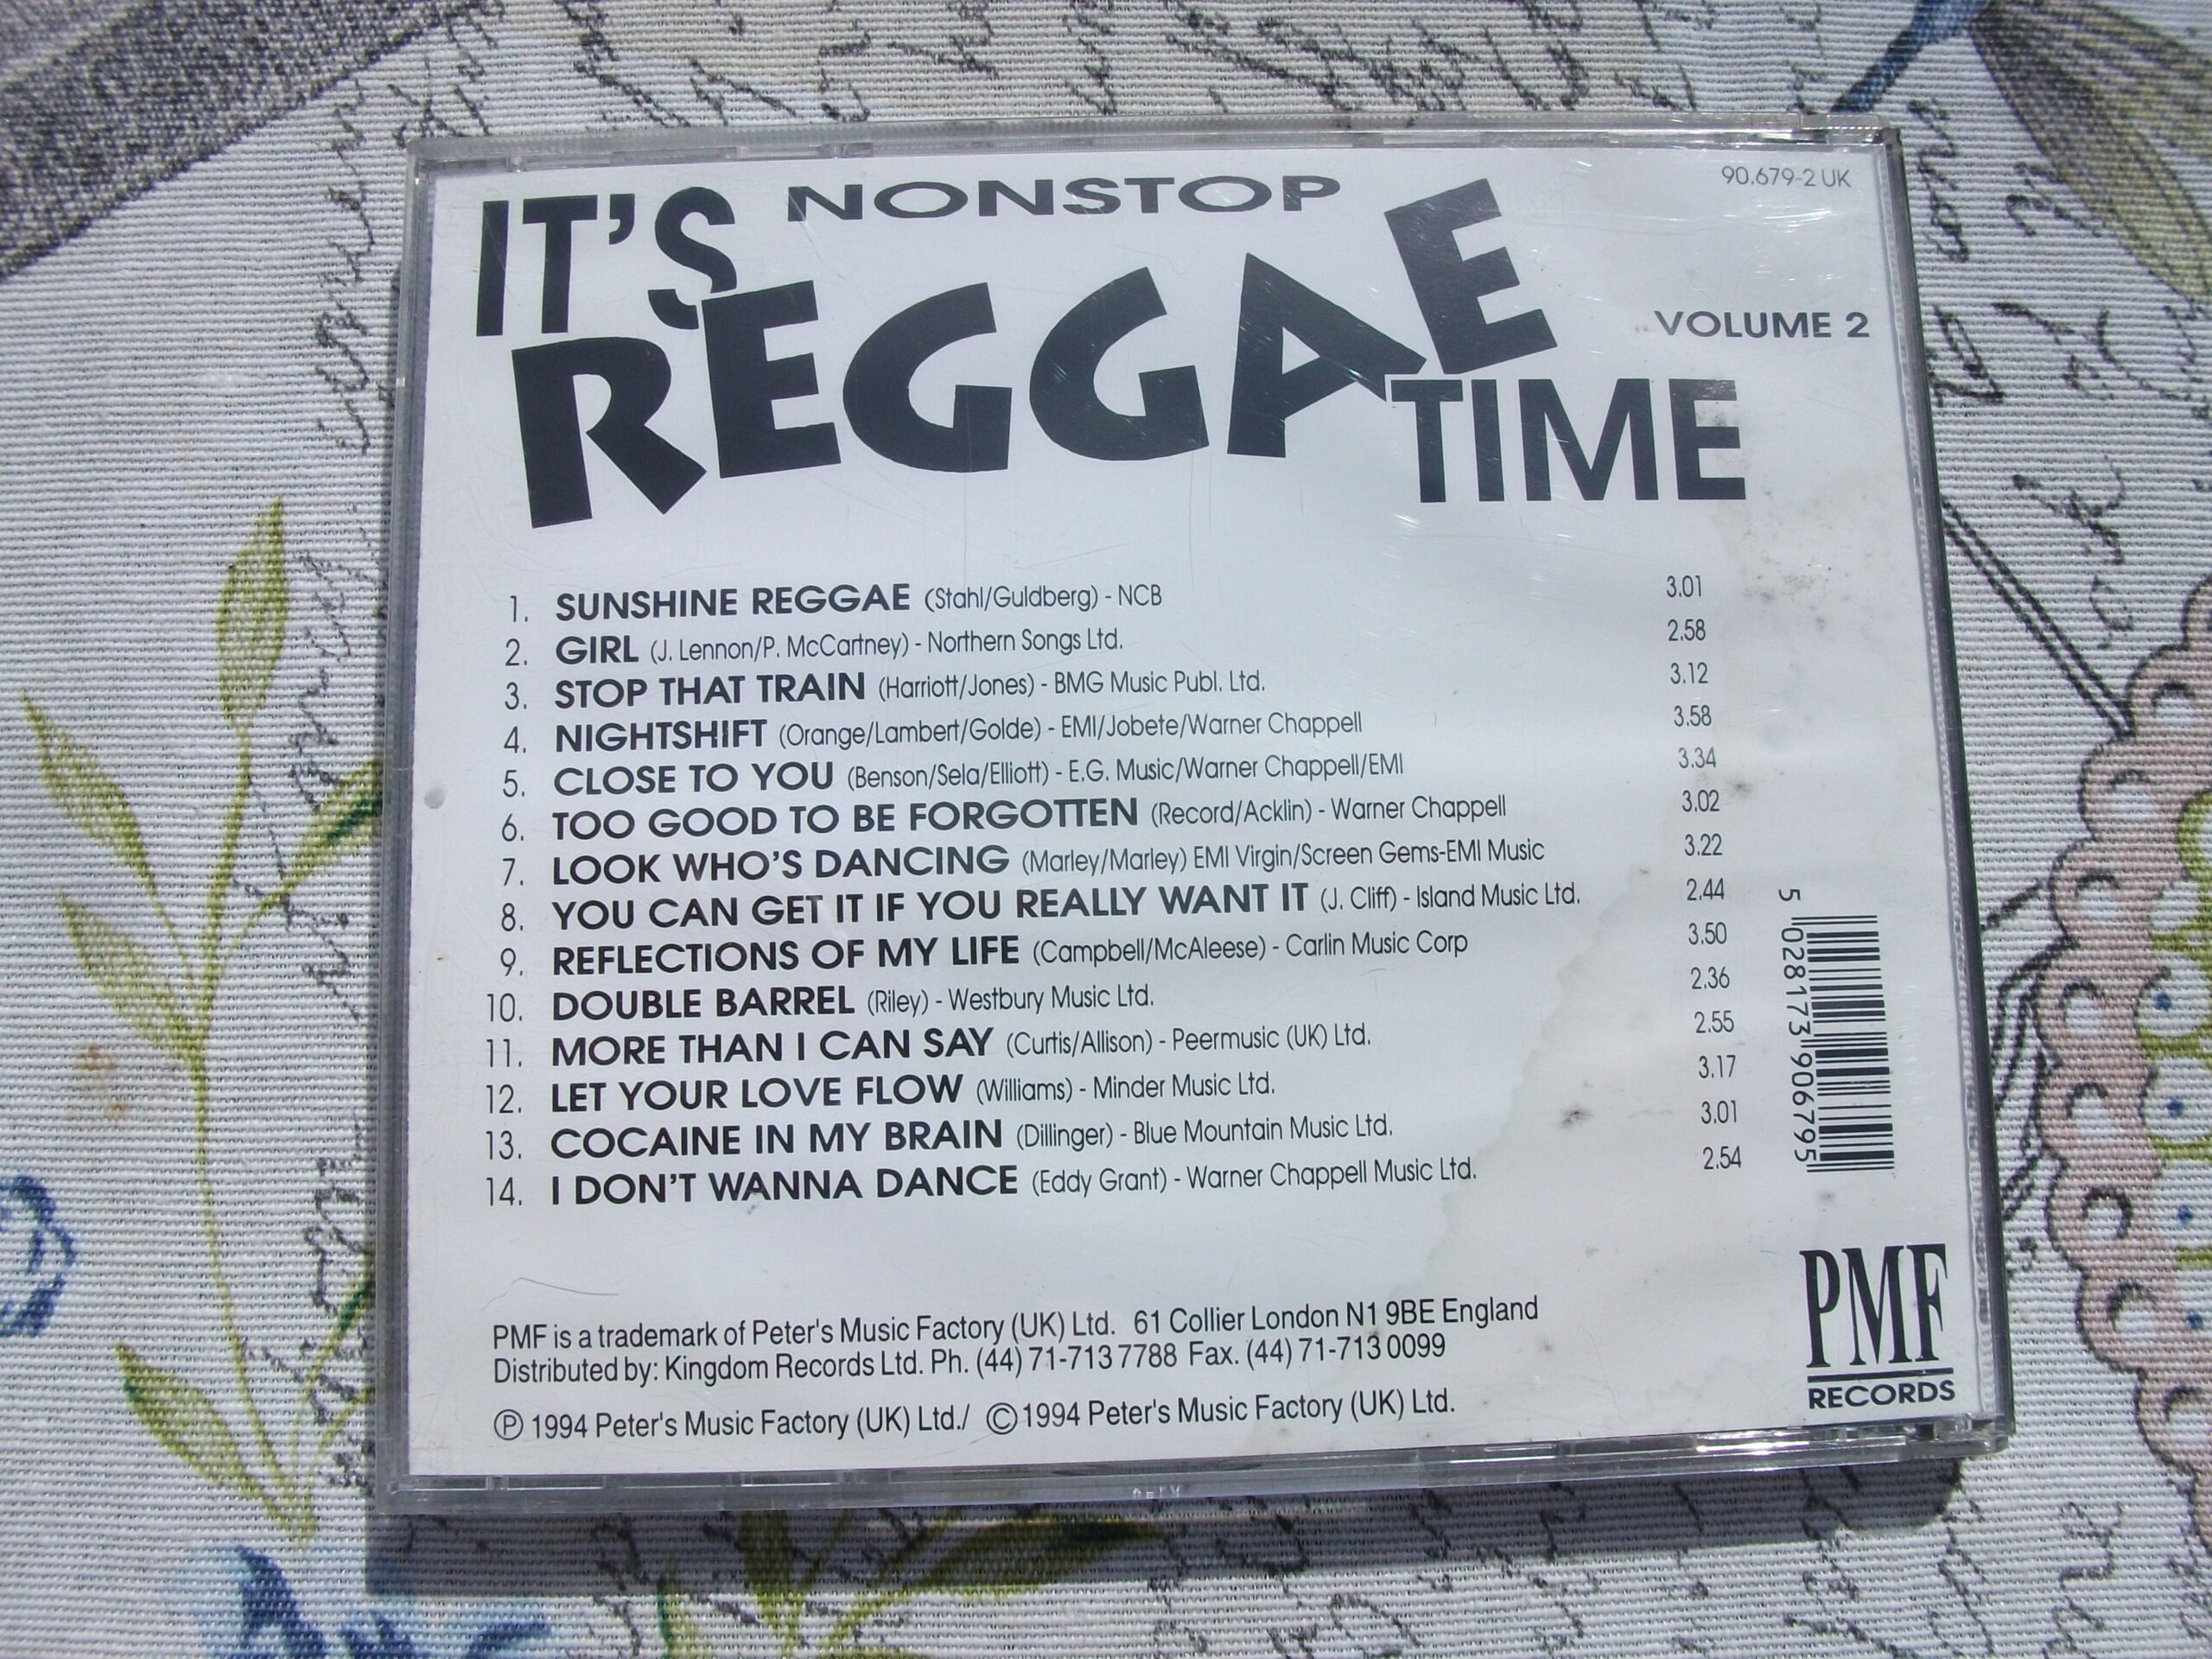 90.679-2 UK
IT'S NONSTOP
REGGAE
VOLUME 2
TIME
1. SUNSHINE REGGAE (Stahl/Guldberg) - NCB 3.01
2. GIRL (J. Lennon/P. McCartney) - Northern Songs Ltd. 2.58
3. STOP THAT TRAIN (Harriott/Jones) - BMG Music Publ. Ltd. 3.12
4. NIGHTSHIFT (Orange/Lambert/Golde) - EMI/Jobete/Warner Chappell 3.58
5. CLOSE TO YOU (Benson/Sela/Elliott) - E.G. Music/Warner Chappell/EMI 3.34
6. TOO GOOD TO BE FORGOTTEN (Record/Acklin) - Warner Chappell 3.02
7. LOOK WHO'S DANCING (Marley/Marley) EMI Virgin/Screen Gems-EMI Music 3.22
8. YOU CAN GET IT IF YOU REALLY WANT IT (J. Cliff) - Island Music Ltd. 2.44
9. REFLECTIONS OF MY LIFE (Campbell/McAleese) - Carlin Music Corp 3.50
10. DOUBLE BARREL (Riley) - Westbury Music Ltd. 2.36
11. MORE THAN I CAN SAY (Curtis/Allison) - Peermusic (UK) Ltd. 2.55
12. LET YOUR LOVE FLOW (Williams) - Minder Music Ltd. 3.17
13. COCAINE IN MY BRAIN (Dillinger) - Blue Mountain Music Ltd. 3.01
14. I DON'T WANNA DANCE (Eddy Grant) - Warner Chappell Music Ltd. 2.54
5 028173 906795
PMF is a trademark of Peter's Music Factory (UK) Ltd. 61 Collier London N1 9BE England
Distributed by: Kingdom Records Ltd. Ph. (44) 71-713 7788 Fax. (44) 71-713 0099
Ⓟ 1994 Peter's Music Factory (UK) Ltd./ © 1994 Peter's Music Factory (UK) Ltd.
PMF
RECORDS